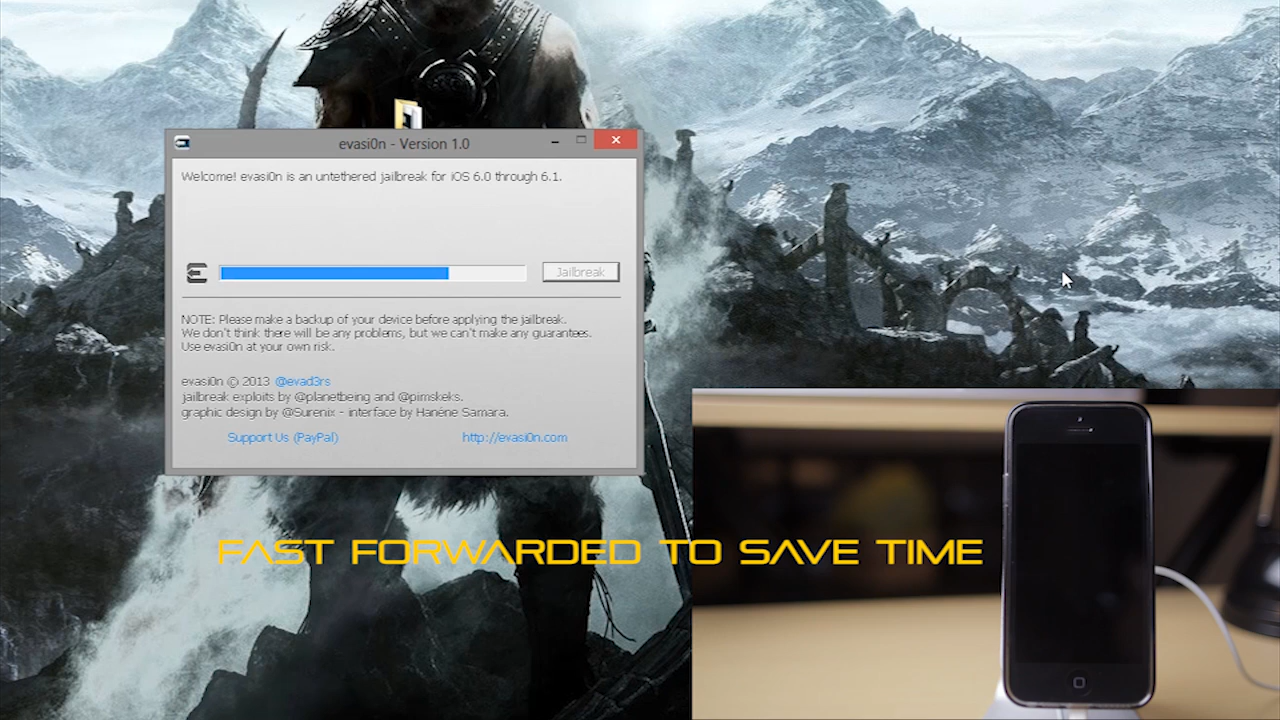 evasi0n - Version 1.0
Welcome! evasi0n is an untethered jailbreak for iOS 6.0 through 6.1.
Jailbreak
NOTE: Please make a backup of your device before applying the jailbreak.
We don't think there will be any problems, but we can't make any guarantees.
Use evasi0n at your own risk.
evasi0n © 2013 @evad3rs
jailbreak exploits by @planetbeing and @pimskeks.
graphic design by @Surenix - interface by Hanéne Samara.
Support Us (PayPal) http://evasi0n.com
FAST FORWARDED TO SAVE TIME